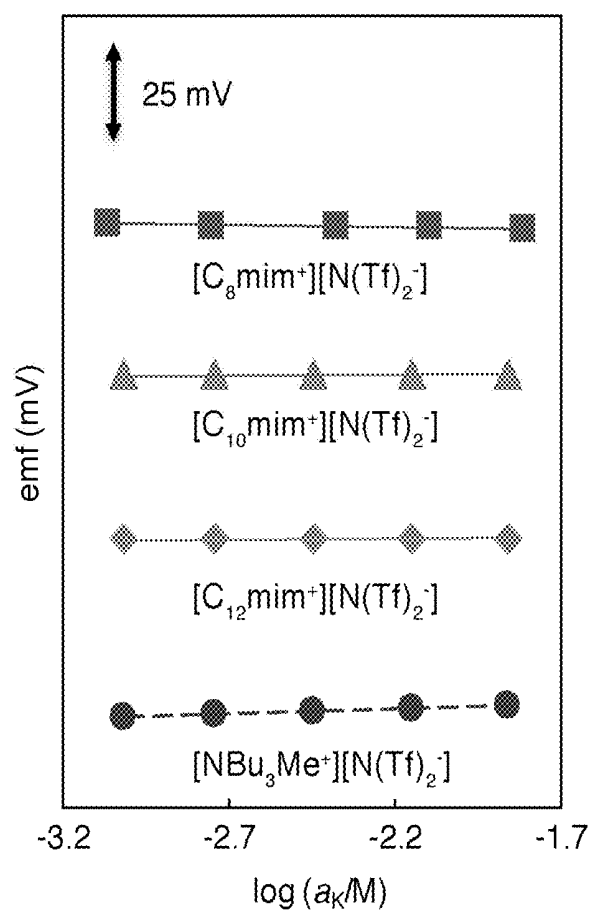 25 mV
[C₈mim⁺][N(Tf)₂⁻]
[C₁₀mim⁺][N(Tf)₂⁻]
emf (mV)
[C₁₂mim⁺][N(Tf)₂⁻]
[NBu₃Me⁺][N(Tf)₂⁻]
-3.2 -2.7 -2.2 -1.7
log (a_K/M)